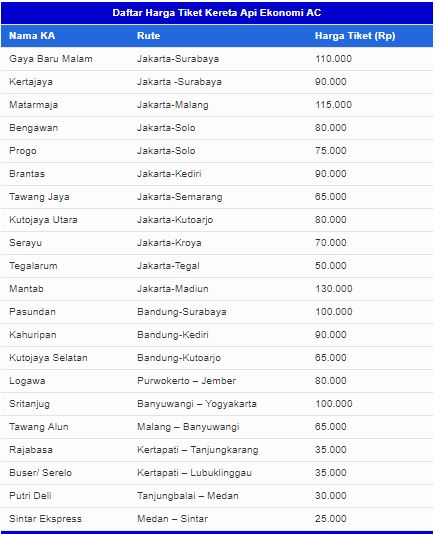 Daftar Harga Tiket Kereta Api Ekonomi AC
Nama KA Rute Harga Tiket (Rp)
Gaya Baru Malam Jakarta-Surabaya 110.000
Kertajaya Jakarta -Surabaya 90.000
Matarmaja Jakarta-Malang 115.000
Bengawan Jakarta-Solo 80.000
Progo Jakarta-Solo 75.000
Brantas Jakarta-Kediri 90.000
Tawang Jaya Jakarta-Semarang 65.000
Kutojaya Utara Jakarta-Kutoarjo 80.000
Serayu Jakarta-Kroya 70.000
Tegalarum Jakarta-Tegal 50.000
Mantab Jakarta-Madiun 130.000
Pasundan Bandung-Surabaya 100.000
Kahuripan Bandung-Kediri 90.000
Kutojaya Selatan Bandung-Kutoarjo 65.000
Logawa Purwokerto – Jember 80.000
Sritanjug Banyuwangi – Yogyakarta 100.000
Tawang Alun Malang – Banyuwangi 65.000
Rajabasa Kertapati – Tanjungkarang 35.000
Buser/ Serelo Kertapati – Lubuklinggau 35.000
Putri Deli Tanjungbalai – Medan 30.000
Sintar Ekspress Medan – Sintar 25.000